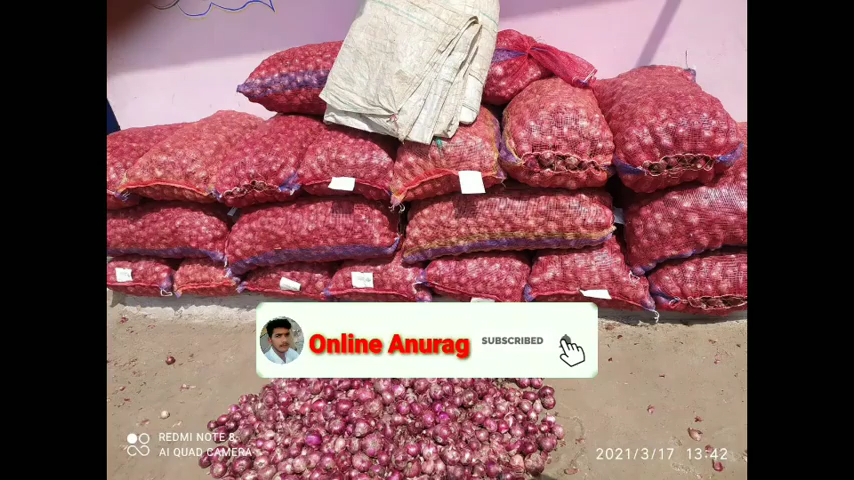 Online Anurag
SUBSCRIBED
REDMI NOTE 8
AI QUAD CAMERA
2021/3/17 13:42